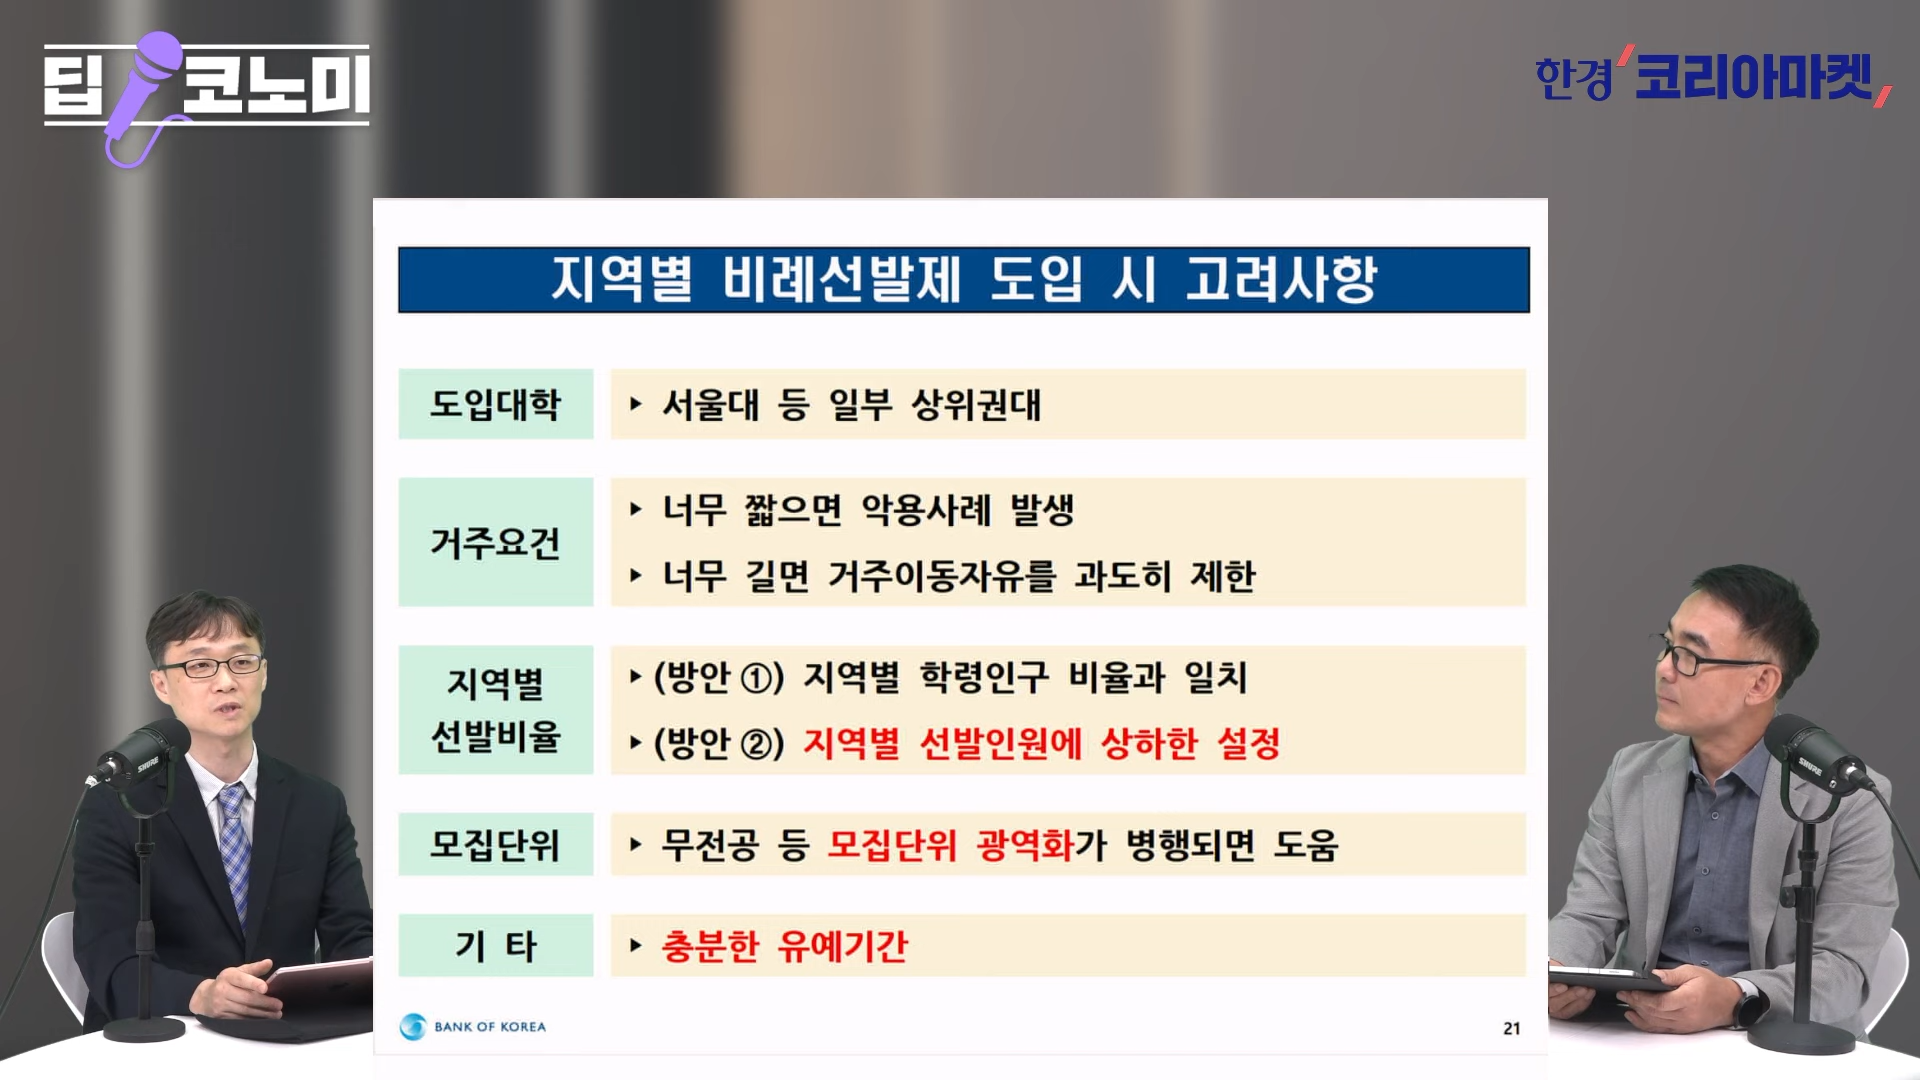 딥코노미
한경 코리아마켓
지역별 비례선발제 도입 시 고려사항
도입대학
▸ 서울대 등 일부 상위권대
거주요건
▸ 너무 짧으면 악용사례 발생
▸ 너무 길면 거주이동자유를 과도히 제한
지역별
선발비율
▸ (방안 ①) 지역별 학령인구 비율과 일치
▸ (방안 ②) 지역별 선발인원에 상하한 설정
모집단위
▸ 무전공 등 모집단위 광역화가 병행되면 도움
기 타
▸ 충분한 유예기간
BANK OF KOREA
21
SHURE
SHURE